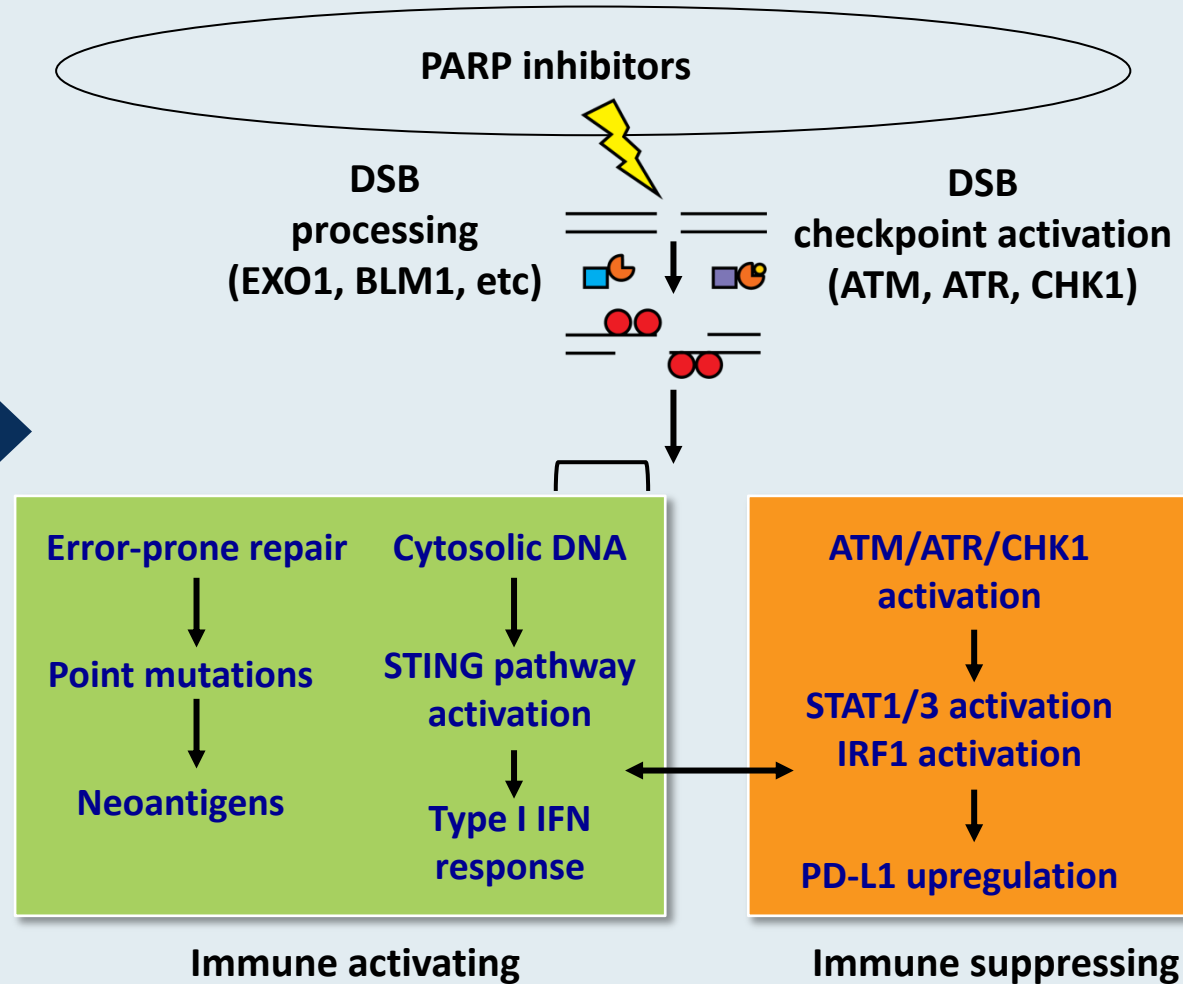 PARP inhibitors
DSB
processing
(EXO1, BLM1, etc)
DSB
checkpoint activation
(ATM, ATR, CHK1)
Error-prone repair
Point mutations
Neoantigens
Cytosolic DNA
STING pathway
activation
Type I IFN
response
ATM/ATR/CHK1
activation
STAT1/3 activation
IRF1 activation
PD-L1 upregulation
Immune activating
Immune suppressing